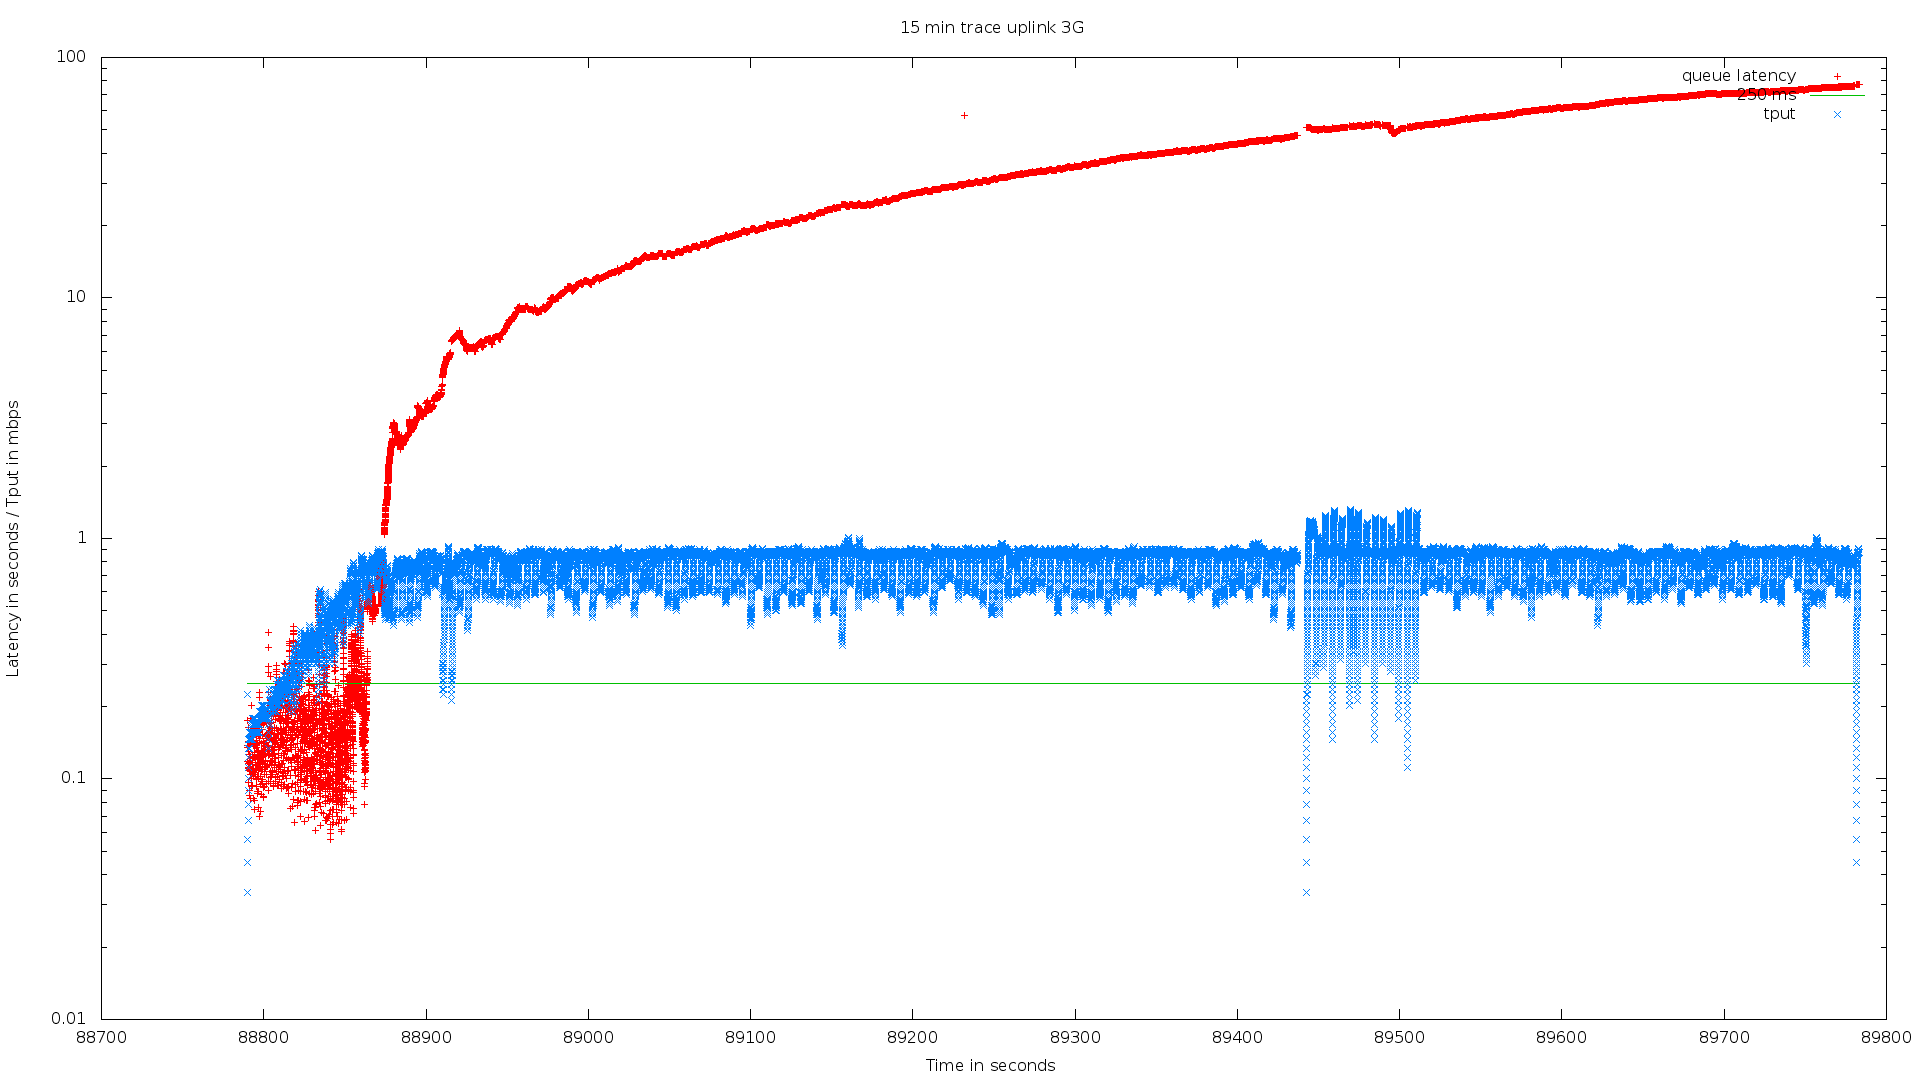 15 min trace uplink 3G
queue latency
250 ms
tput
100
10
1
0.1
0.01
Latency in seconds / Tput in mbps
88700 88800 88900 89000 89100 89200 89300 89400 89500 89600 89700 89800
Time in seconds